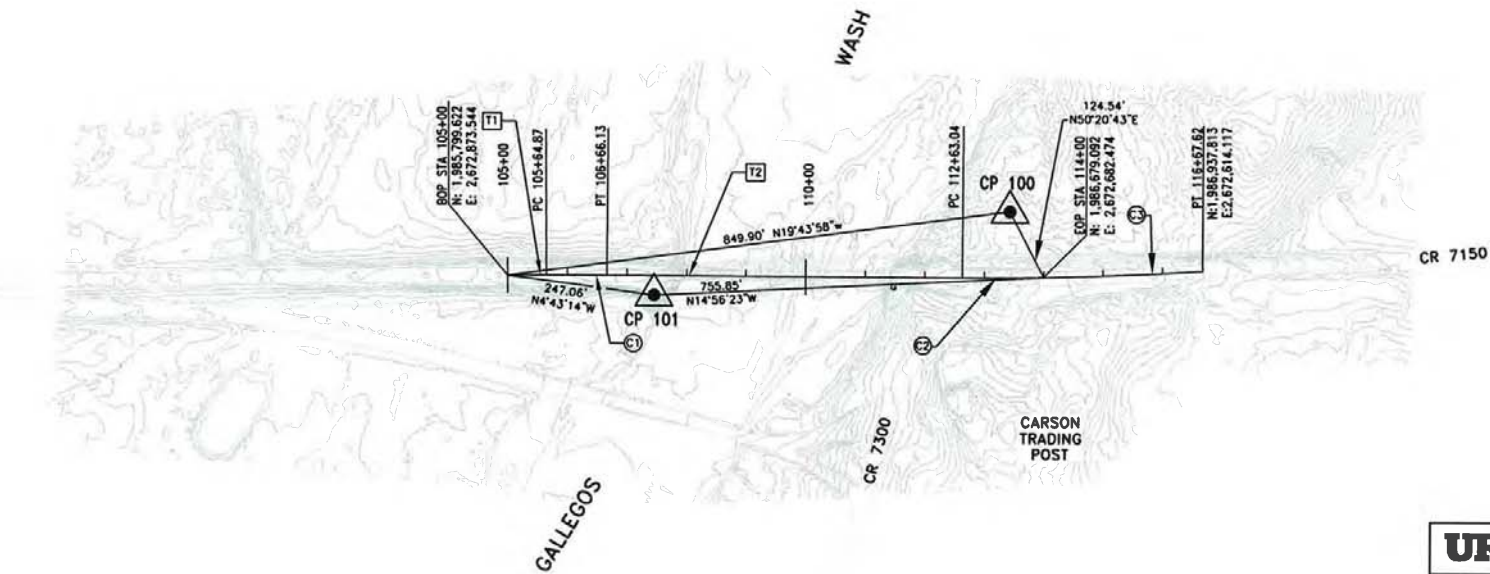 WASH
BOP STA 105+00
N: 1,985,799.622
E: 2,672,873.544
T1
105+00
PC 105+64.87
PT 106+66.13
T2
110+00
PC 112+63.04
CP 100
124.54'
N50°20'43"E
EOP STA 114+00
N: 1,986,679.092
E: 2,672,682.474
C3
PT 116+67.62
N:1,986,937.813
E:2,672,614.117
CR 7150
849.90' N19°43'58"W
247.06'
N4°43'14"W
755.85'
N14°56'23"W
CP 101
C1
C2
CR 7300
CARSON
TRADING
POST
GALLEGOS